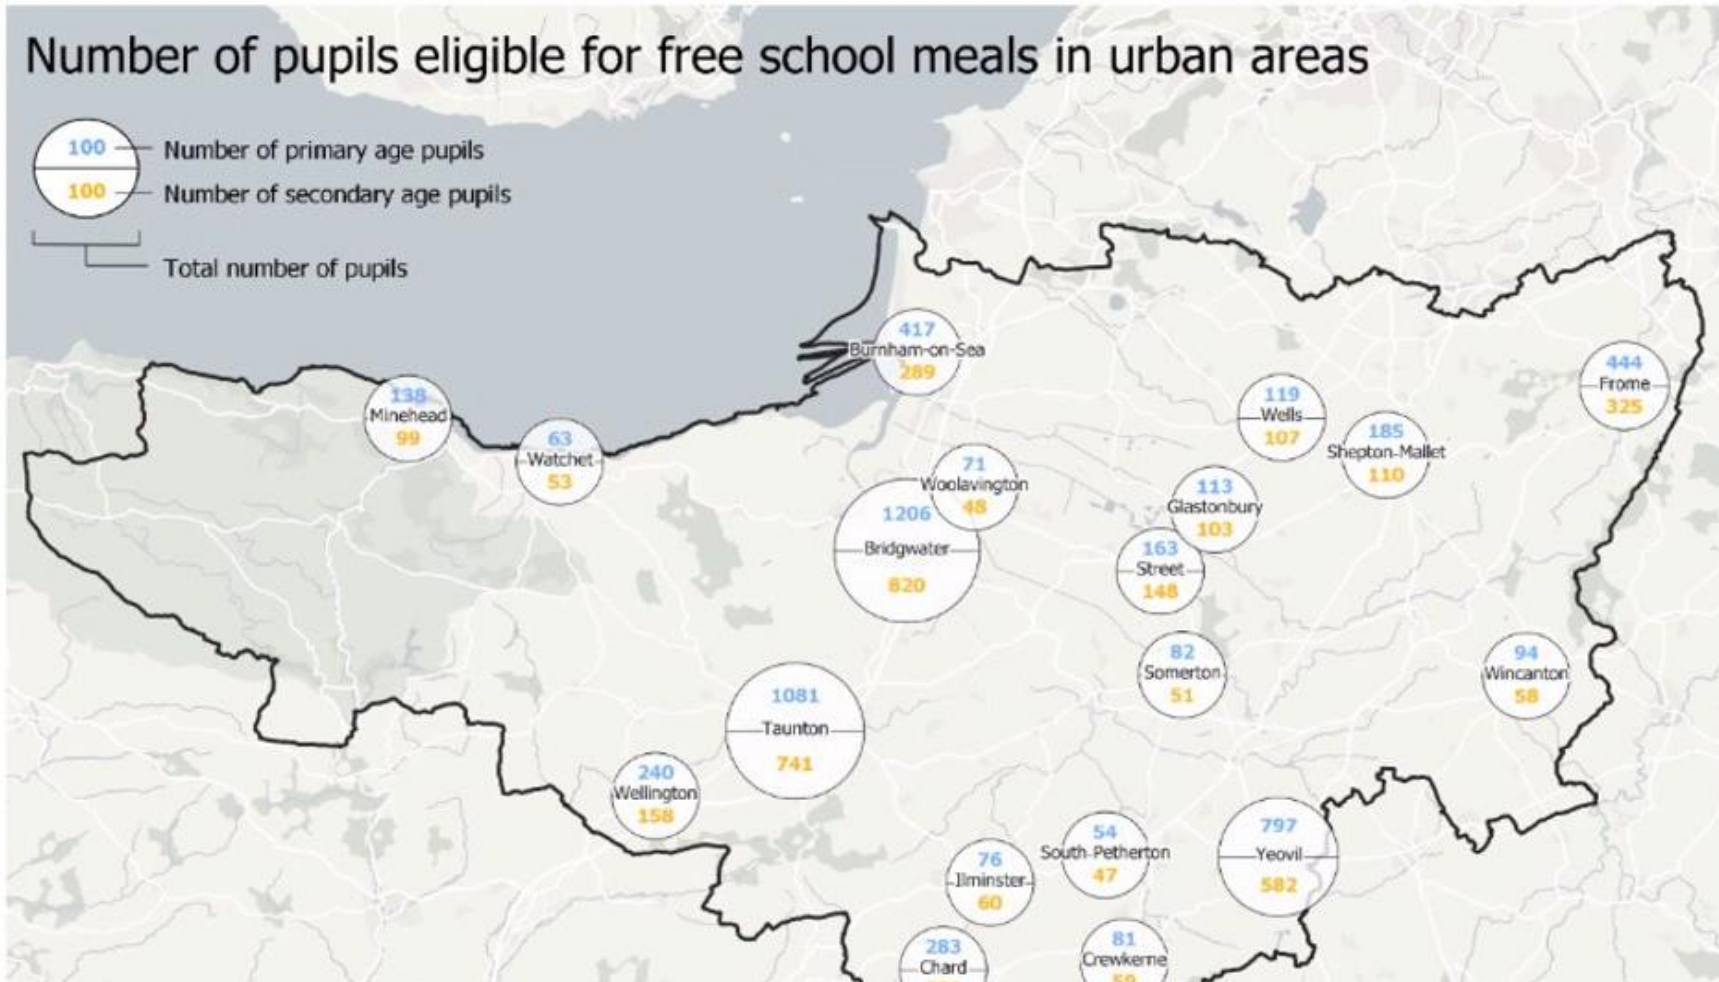 Number of pupils eligible for free school meals in urban areas
100
Number of primary age pupils
100
Number of secondary age pupils
Total number of pupils
417
Burnham-on-Sea
289
444
Frome
325
138
Minehead
99
119
Wells
107
63
Watchet
53
185
Shepton Mallet
110
71
Woolavington
48
113
Glastonbury
103
1206
Bridgwater
820
163
Street
148
82
Somerton
51
94
Wincanton
58
1081
Taunton
741
240
Wellington
158
797
Yeovil
582
54
South Petherton
47
76
Ilminster
60
283
Chard
81
Crewkerne